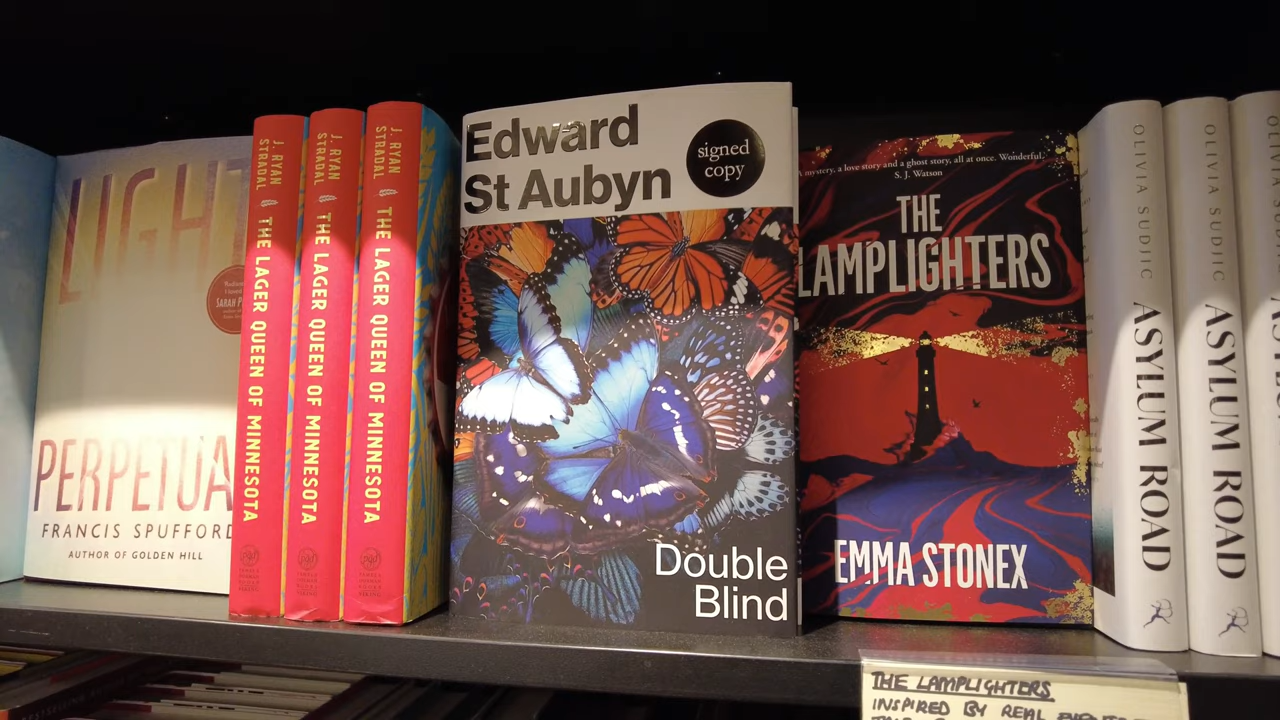 LIGHT
SARAH
PERPETUA
FRANCIS SPUFFORD
AUTHOR OF GOLDEN HILL
J. RYAN
STRADAL
THE LAGER QUEEN OF MINNESOTA
J. RYAN
STRADAL
THE LAGER QUEEN OF MINNESOTA
J. RYAN
STRADAL
THE LAGER QUEEN OF MINNESOTA
Edward
St Aubyn
signed
copy
Double
Blind
A mystery, a love story and a ghost story, all at once. Wonderful.
S. J. Watson
THE
LAMPLIGHTERS
EMMA STONEX
OLIVIA SUDJIC ASYLUM ROAD
OLIVIA SUDJIC ASYLUM ROAD
THE LAMPLIGHTERS
INSPIRED BY REAL